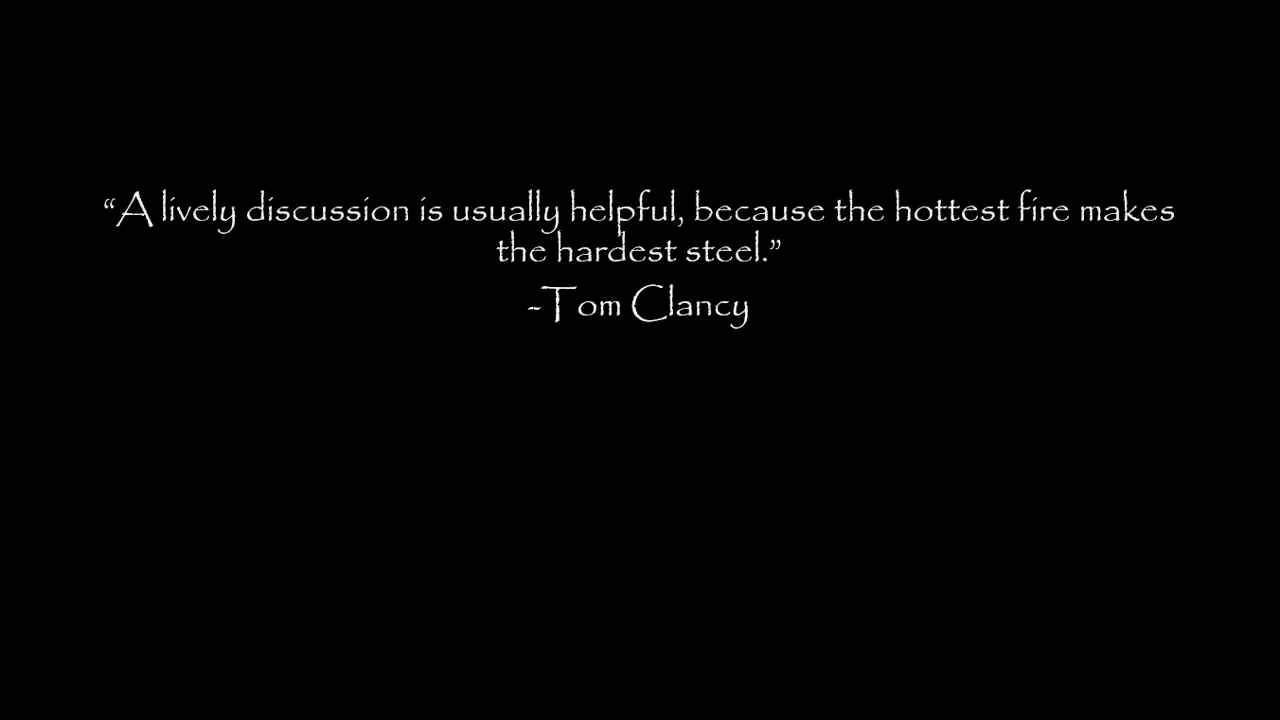 “A lively discussion is usually helpful, because the hottest fire makes
the hardest steel.”
-Tom Clancy